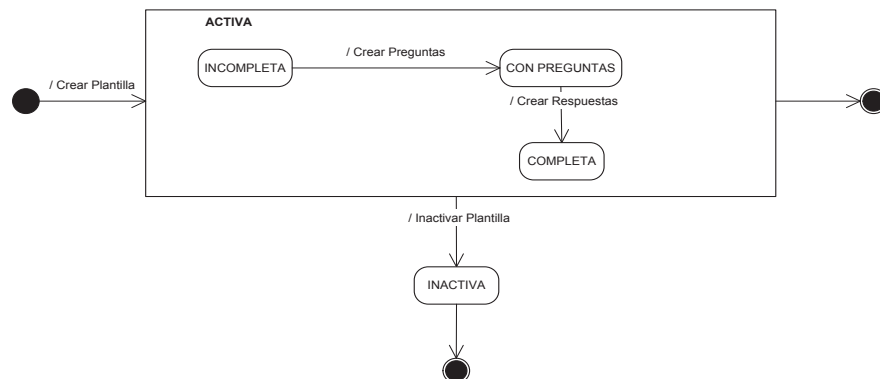 ACTIVA
/ Crear Plantilla
INCOMPLETA
/ Crear Preguntas
CON PREGUNTAS
/ Crear Respuestas
COMPLETA
/ Inactivar Plantilla
INACTIVA